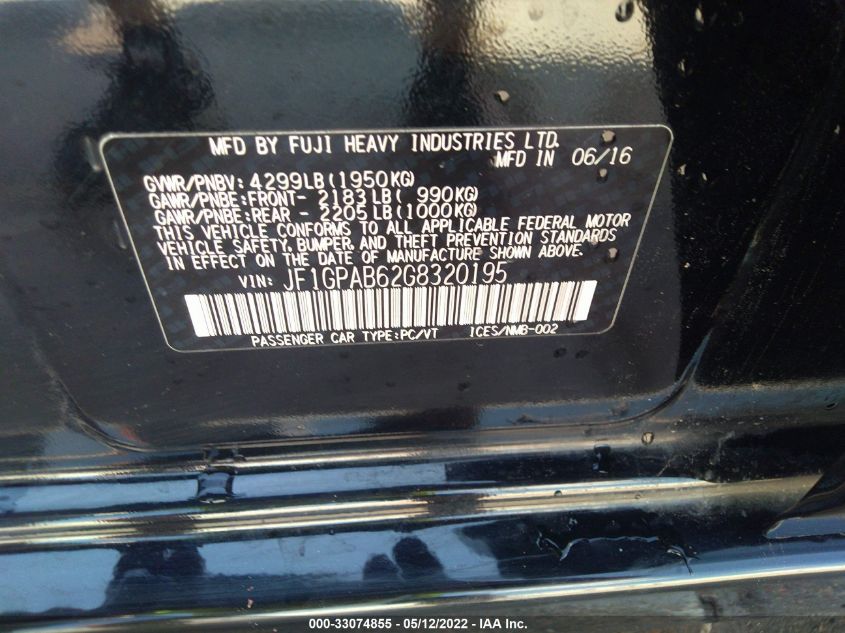 MFD BY FUJI HEAVY INDUSTRIES LTD.
MFD IN 06/16
GVWR/PNBV: 4299LB(1950KG)
GAWR/PNBE:FRONT- 2183LB( 990KG)
GAWR/PNBE:REAR - 2205LB(1000KG)
THIS VEHICLE CONFORMS TO ALL APPLICABLE FEDERAL MOTOR
VEHICLE SAFETY, BUMPER, AND THEFT PREVENTION STANDARDS
IN EFFECT ON THE DATE OF MANUFACTURE SHOWN ABOVE.
VIN: JF1GPAB62G8320195
PASSENGER CAR TYPE:PC/VT ICES/NMB-002
000-33074855 - 05/12/2022 - © IAA Inc.